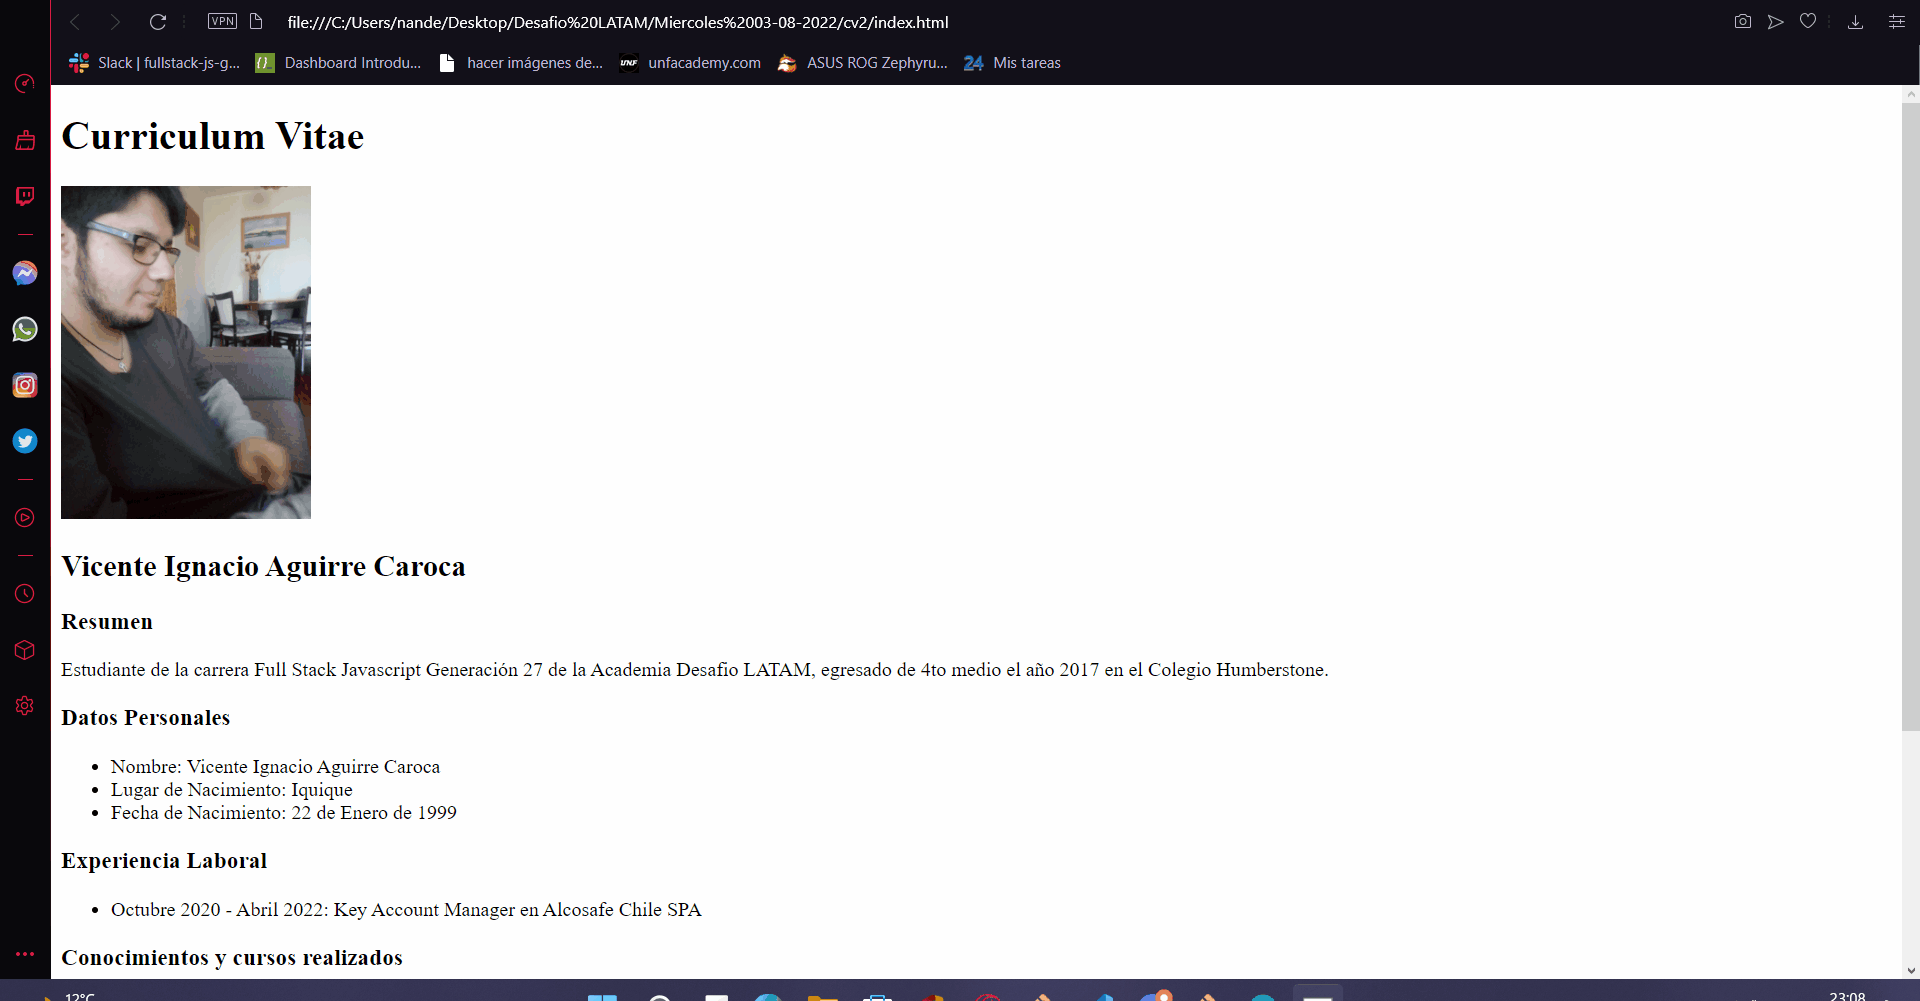 VPN
file:///C:/Users/nande/Desktop/Desafio%20LATAM/Miercoles%2003-08-2022/cv2/index.html
Slack | fullstack-js-g... Dashboard Introdu... hacer imágenes de... UNF unfacademy.com ASUS ROG Zephyru... 24 Mis tareas
Curriculum Vitae
Vicente Ignacio Aguirre Caroca
Resumen
Estudiante de la carrera Full Stack Javascript Generación 27 de la Academia Desafio LATAM, egresado de 4to medio el año 2017 en el Colegio Humberstone.
Datos Personales
• Nombre: Vicente Ignacio Aguirre Caroca
• Lugar de Nacimiento: Iquique
• Fecha de Nacimiento: 22 de Enero de 1999
Experiencia Laboral
• Octubre 2020 - Abril 2022: Key Account Manager en Alcosafe Chile SPA
Conocimientos y cursos realizados
12°C
23:08